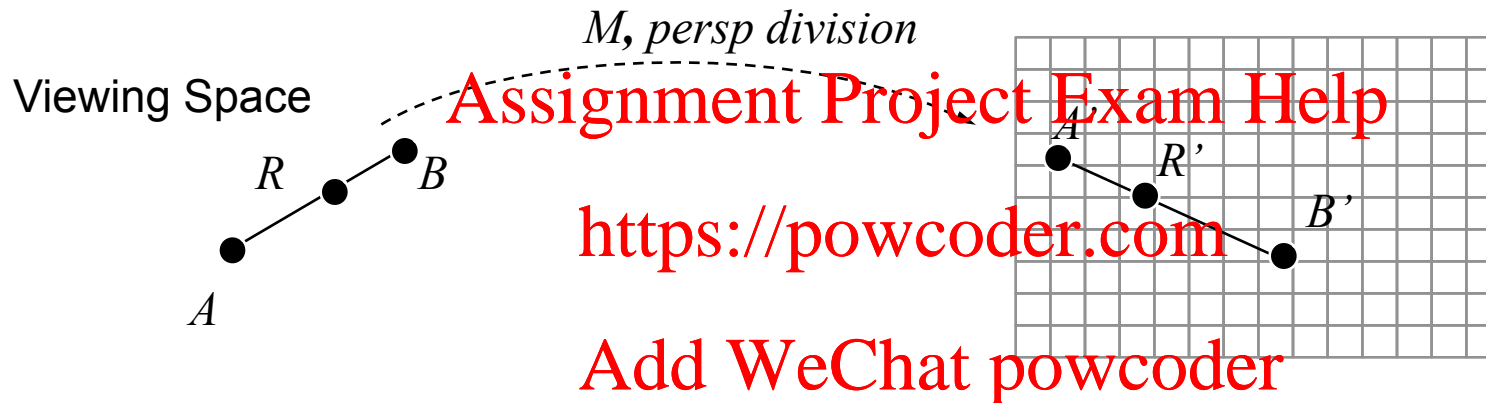 M, persp division
Viewing Space
Assignment Project Exam Help
A'
R
B
R’
https://powcoder.com
B’
A
Add WeChat powcoder